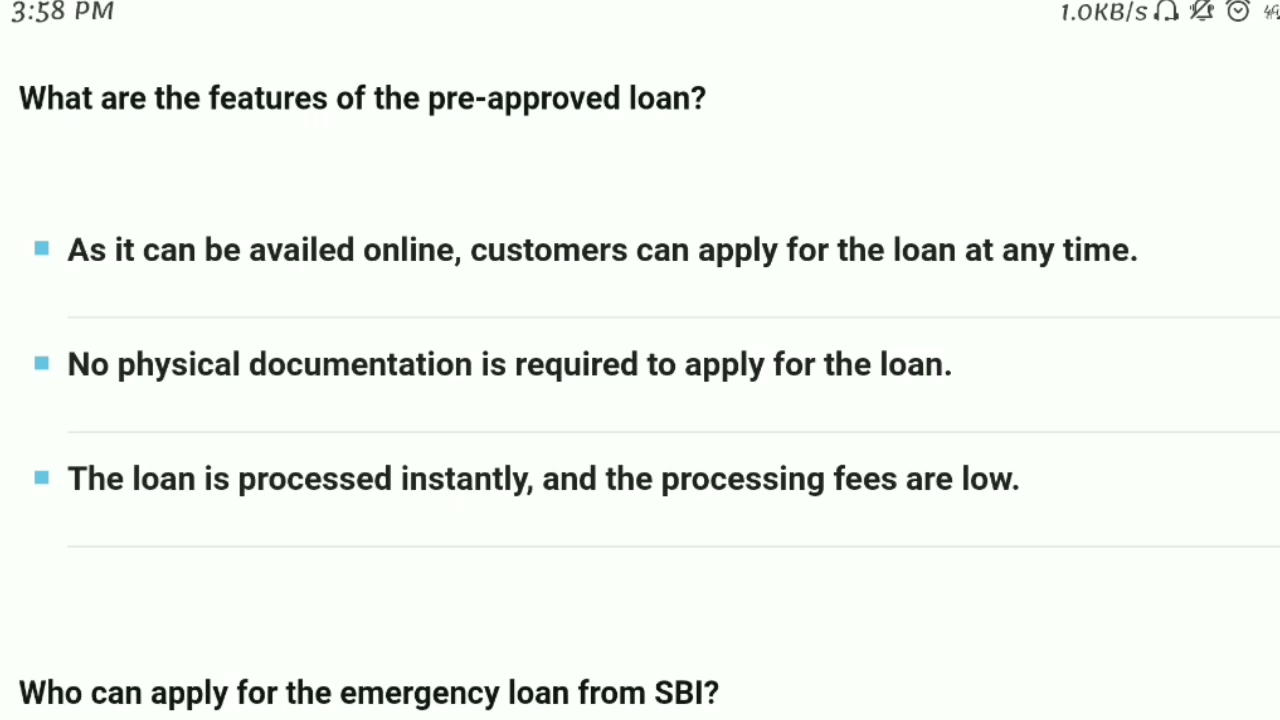 3:58 PM 1.0KB/s
What are the features of the pre-approved loan?
As it can be availed online, customers can apply for the loan at any time.
No physical documentation is required to apply for the loan.
The loan is processed instantly, and the processing fees are low.
Who can apply for the emergency loan from SBI?